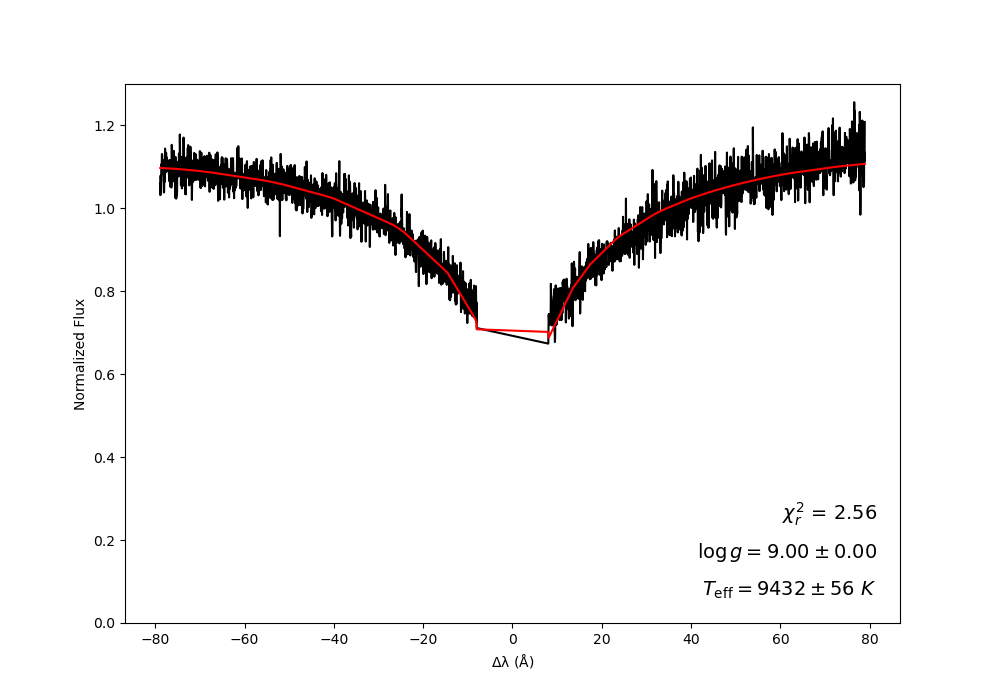 Normalized Flux
1.2
1.0
0.8
0.6
0.4
0.2
0.0
χ²ᵣ = 2.56
log g = 9.00 ± 0.00
T_eff = 9432 ± 56 K
−80 −60 −40 −20 0 20 40 60 80
Δλ (Å)